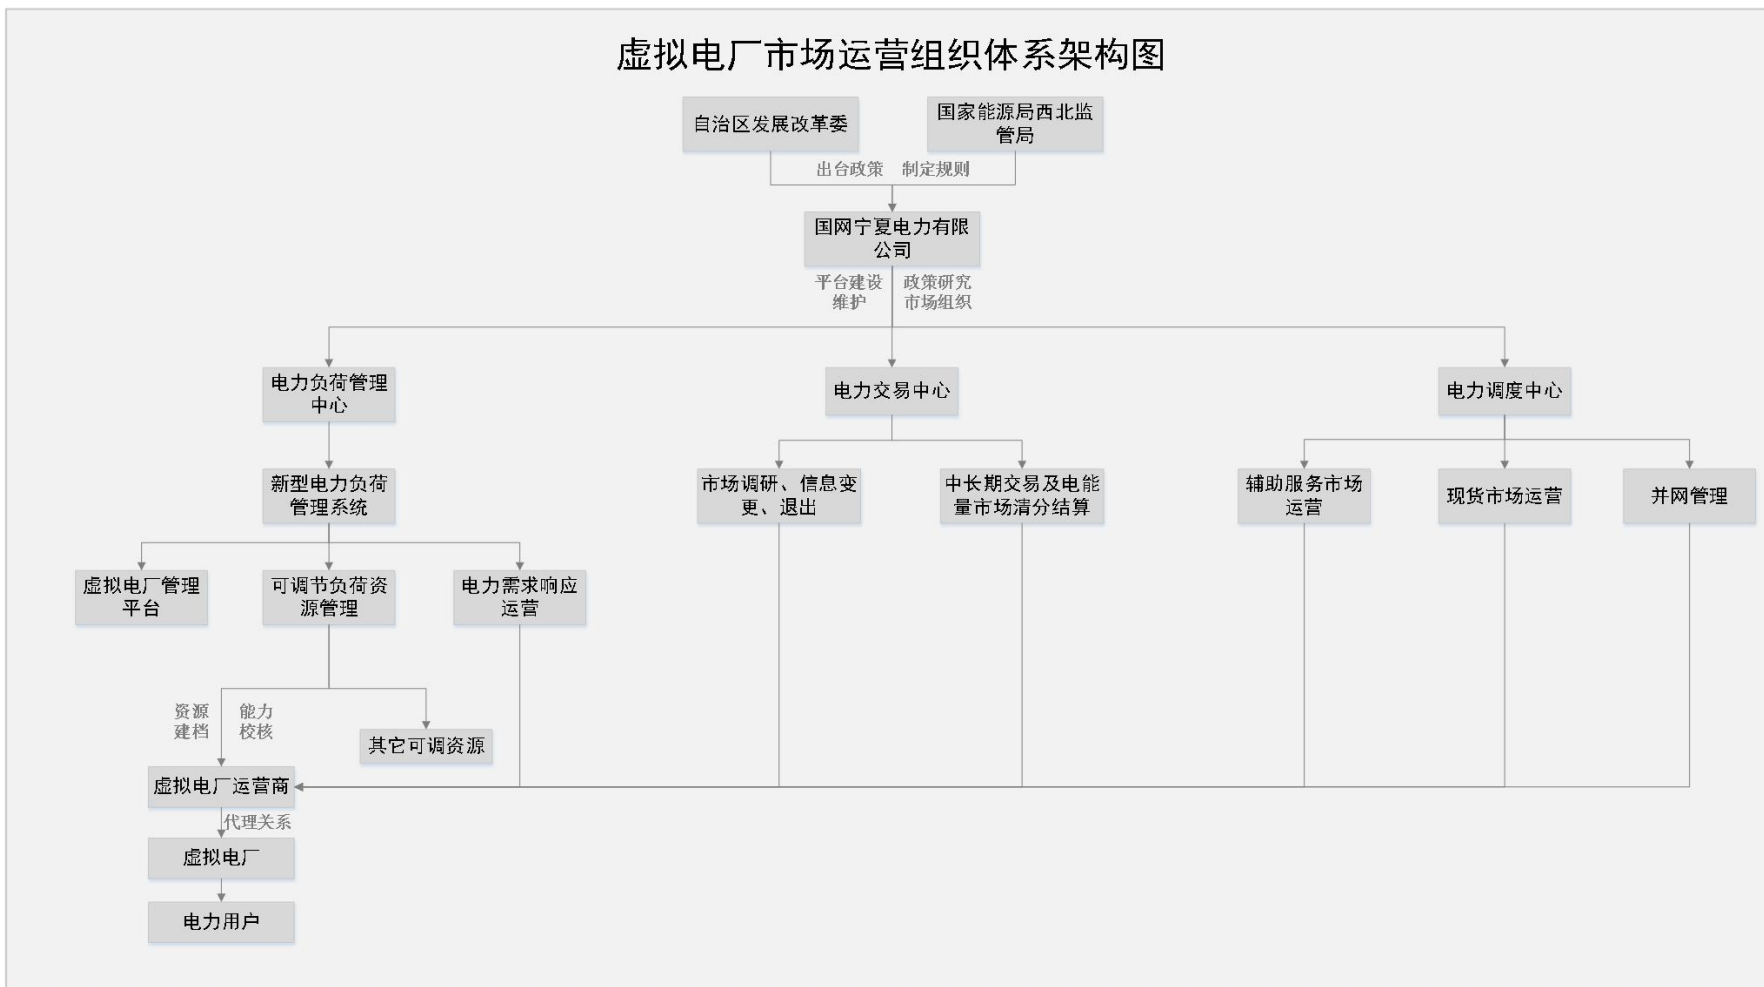 虚拟电厂市场运营组织体系架构图
自治区发展改革委
国家能源局西北监
管局
出台政策 制定规则
国网宁夏电力有限
公司
平台建设
维护
政策研究
市场组织
电力负荷管理
中心
电力交易中心
电力调度中心
新型电力负荷
管理系统
市场调研、信息变
更、退出
中长期交易及电能
量市场清分结算
辅助服务市场
运营
现货市场运营
并网管理
虚拟电厂管理
平台
可调节负荷资
源管理
电力需求响应
运营
资源
建档
能力
校核
其它可调资源
虚拟电厂运营商
代理关系
虚拟电厂
电力用户